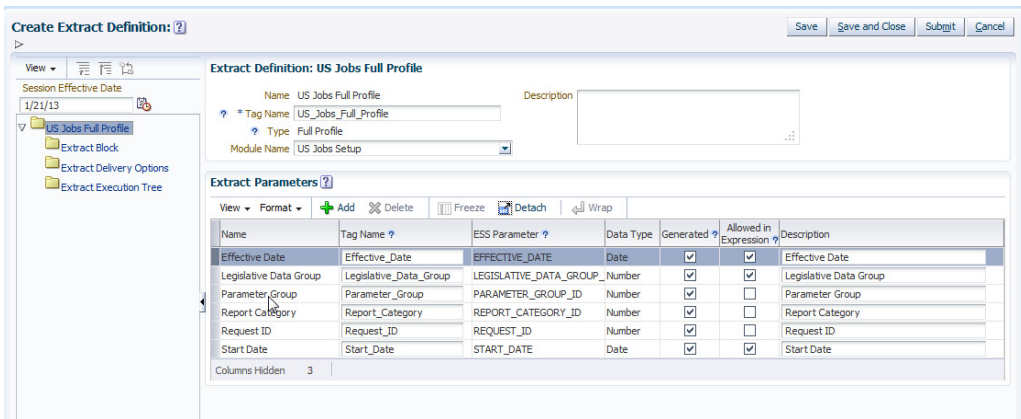 Create Extract Definition:
Save Save and Close Submit Cancel
View
Session Effective Date
1/21/13
US Jobs Full Profile
Extract Block
Extract Delivery Options
Extract Execution Tree
Extract Definition: US Jobs Full Profile
Name US Jobs Full Profile
Description
? * Tag Name US_Jobs_Full_Profile
? Type Full Profile
Module Name US Jobs Setup
Extract Parameters
View Format Add Delete Freeze Detach Wrap
Name Tag Name ? ESS Parameter ? Data Type Generated ? Allowed in Expression ? Description
Effective Date Effective_Date EFFECTIVE_DATE Date Effective Date
Legislative Data Group Legislative_Data_Group LEGISLATIVE_DATA_GROUP_ Number Legislative Data Group
Parameter Group Parameter_Group PARAMETER_GROUP_ID Number Parameter Group
Report Category Report_Category REPORT_CATEGORY_ID Number Report Category
Request ID Request_ID REQUEST_ID Number Request ID
Start Date Start_Date START_DATE Date Start Date
Columns Hidden 3